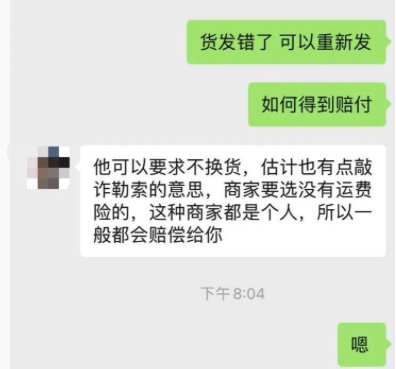 货发错了 可以重新发
如何得到赔付
他可以要求不换货，估计也有点敲
诈勒索的意思，商家要选没有运费
险的，这种商家都是个人，所以一
般都会赔偿给你
下午 8:04
嗯